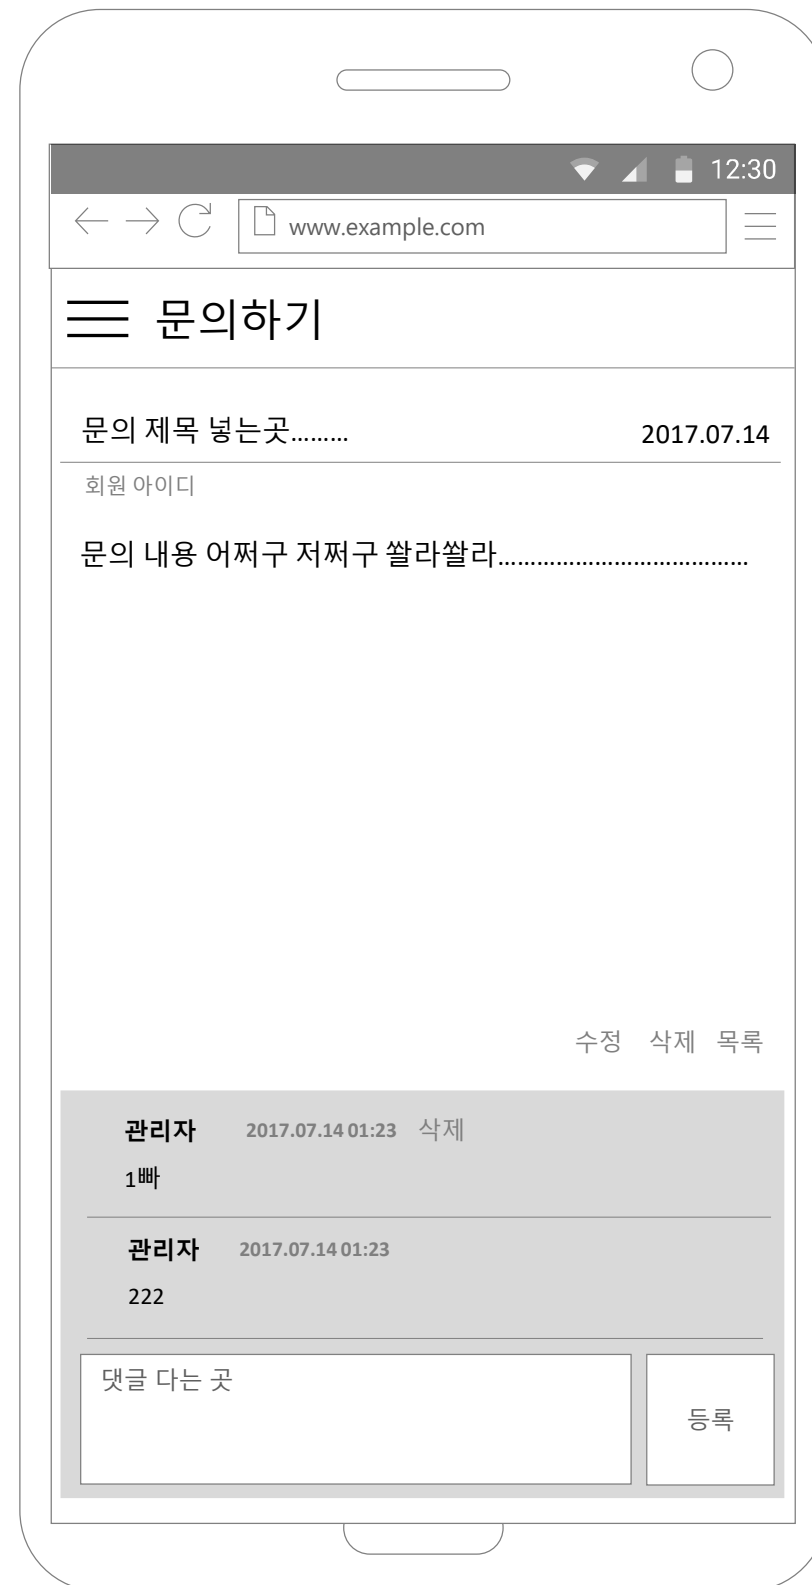 12:30
www.example.com
문의하기
문의 제목 넣는곳……… 2017.07.14
회원 아이디
문의 내용 어쩌구 저쩌구 쏼라쏼라…………………………………
수정 삭제 목록
관리자 2017.07.14 01:23 삭제
1빠
관리자 2017.07.14 01:23
222
댓글 다는 곳
등록